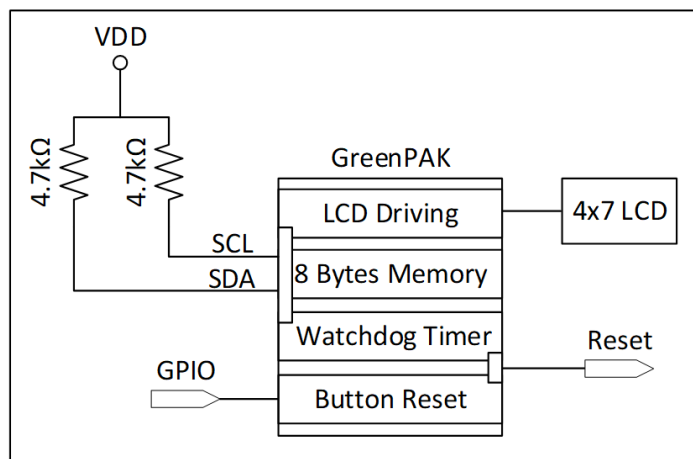 VDD
4.7kΩ
4.7kΩ
GreenPAK
LCD Driving
4x7 LCD
SCL
SDA
8 Bytes Memory
Watchdog Timer
Reset
GPIO
Button Reset